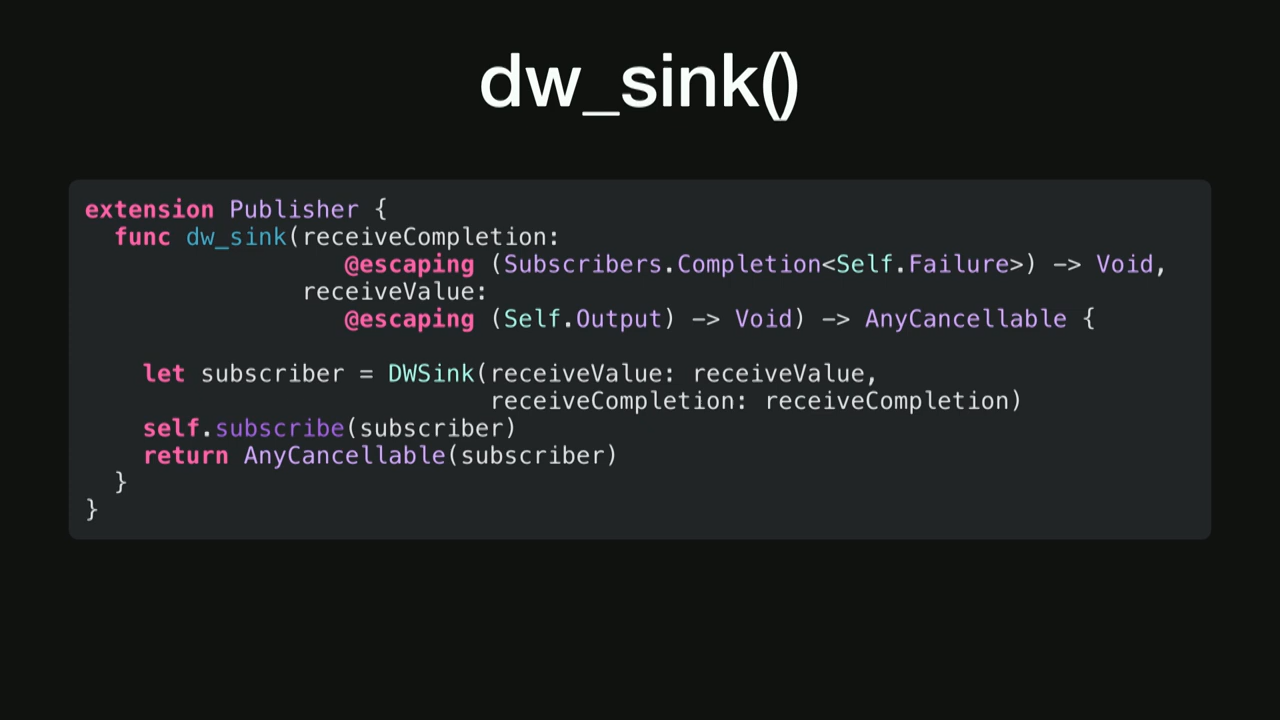 dw_sink()
extension Publisher {
  func dw_sink(receiveCompletion:
                  @escaping (Subscribers.Completion<Self.Failure>) -> Void,
               receiveValue:
                  @escaping (Self.Output) -> Void) -> AnyCancellable {

    let subscriber = DWSink(receiveValue: receiveValue,
                            receiveCompletion: receiveCompletion)
    self.subscribe(subscriber)
    return AnyCancellable(subscriber)
  }
}